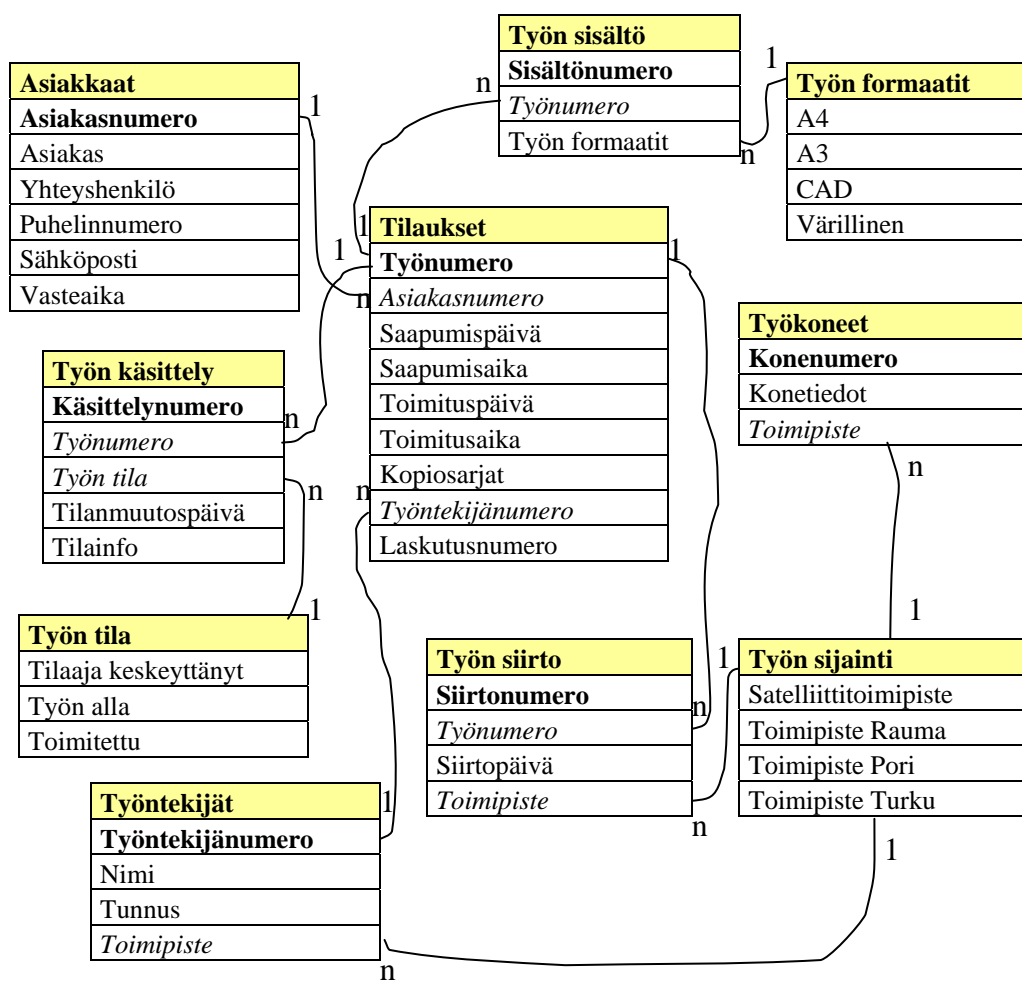 Työn sisältö
Sisältönumero
Työnumero
Työn formaatit
n
n
1
Työn formaatit
A4
A3
CAD
Värillinen
Asiakkaat
Asiakasnumero
Asiakas
Yhteyshenkilö
Puhelinnumero
Sähköposti
Vasteaika
1
n
1
1
1
Tilaukset
Työnumero
Asiakasnumero
Saapumispäivä
Saapumisaika
Toimituspäivä
Toimitusaika
Kopiosarjat
Työntekijänumero
Laskutusnumero
n
Työkoneet
Konenumero
Konetiedot
Toimipiste
n
1
Työn käsittely
Käsittelynumero
Työnumero
Työn tila
Tilanmuutospäivä
Tilainfo
n
n
1
Työn tila
Tilaaja keskeyttänyt
Työn alla
Toimitettu
Työn siirto
Siirtonumero
Työnumero
Siirtopäivä
Toimipiste
n
n
1
Työn sijainti
Satelliittitoimipiste
Toimipiste Rauma
Toimipiste Pori
Toimipiste Turku
1
Työntekijät
Työntekijänumero
Nimi
Tunnus
Toimipiste
1
n